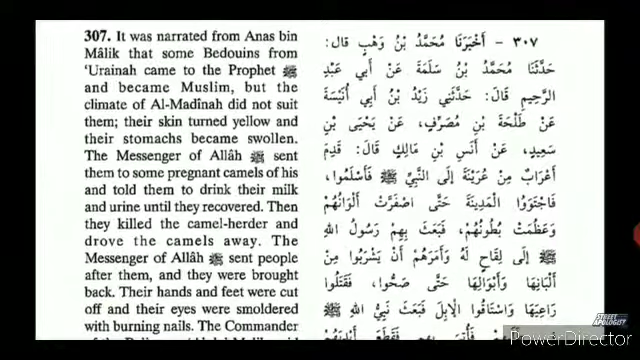 307. It was narrated from Anas bin
Mâlik that some Bedouins from
'Urainah came to the Prophet ﷺ
and became Muslim, but the
climate of Al-Madînah did not suit
them; their skin turned yellow and
their stomachs became swollen.
The Messenger of Allâh ﷺ sent
them to some pregnant camels of his
and told them to drink their milk
and urine until they recovered. Then
they killed the camel-herder and
drove the camels away. The
Messenger of Allâh ﷺ sent people
after them, and they were brought
back. Their hands and feet were cut
off and their eyes were smoldered
with burning nails. The Commander
٣٠٧ - أَخْبَرَنَا مُحَمَّدُ بْنُ وَهْبٍ قَالَ:
حَدَّثَنَا مُحَمَّدُ بْنُ سَلَمَةَ عَنْ أَبِي عَبْدِ
الرَّحِيمِ قَالَ: حَدَّثَنِي زَيْدُ بْنُ أَبِي أُنَيْسَةَ
عَنْ طَلْحَةَ بْنِ مُصَرِّفٍ، عَنْ يَحْيَى بْنِ
سَعِيدٍ، عَنْ أَنَسِ بْنِ مَالِكٍ قَالَ: قَدِمَ
أَعْرَابٌ مِنْ عُرَيْنَةَ إِلَى النَّبِيِّ ﷺ فَأَسْلَمُوا،
فَاجْتَوَوُا الْمَدِينَةَ حَتَّى اصْفَرَّتْ أَلْوَانُهُمْ
وَعَظُمَتْ بُطُونُهُمْ، فَبَعَثَ بِهِمْ رَسُولُ اللهِ
ﷺ إِلَى لِقَاحٍ لَهُ وَأَمَرَهُمْ أَنْ يَشْرَبُوا مِنْ
أَلْبَانِهَا وَأَبْوَالِهَا حَتَّى صَحُّوا، فَقَتَلُوا
رَاعِيَهَا وَاسْتَاقُوا الْإِبِلَ فَبَعَثَ نَبِيُّ اللهِ ﷺ
فَقَطَعَ أَيْدِيَهُمْ
STREET
APOLOGIST
PowerDirector